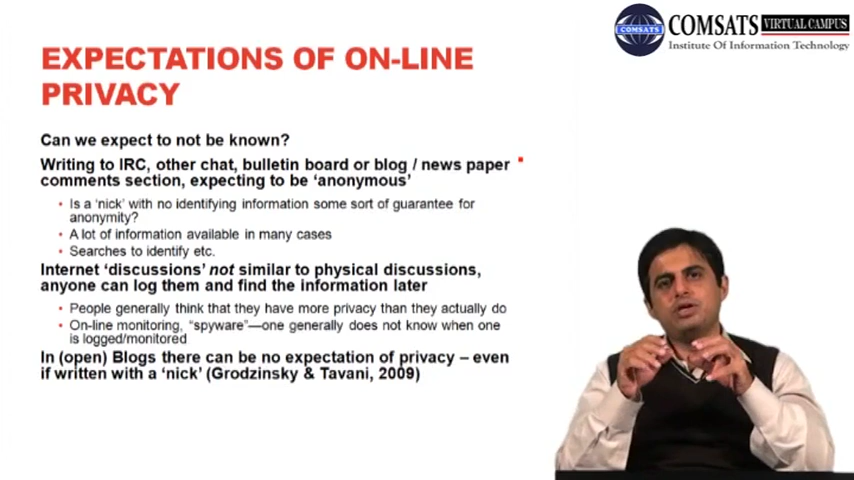 COMSATS VIRTUAL CAMPUS
COMSATS Institute Of Information Technology
EXPECTATIONS OF ON-LINE
PRIVACY
Can we expect to not be known?
Writing to IRC, other chat, bulletin board or blog / news paper
comments section, expecting to be ‘anonymous’
• Is a ‘nick’ with no identifying information some sort of guarantee for
anonymity?
• A lot of information available in many cases
• Searches to identify etc.
Internet ‘discussions’ not similar to physical discussions,
anyone can log them and find the information later
• People generally think that they have more privacy than they actually do
• On-line monitoring, “spyware”—one generally does not know when one
is logged/monitored
In (open) Blogs there can be no expectation of privacy – even
if written with a ‘nick’ (Grodzinsky & Tavani, 2009)